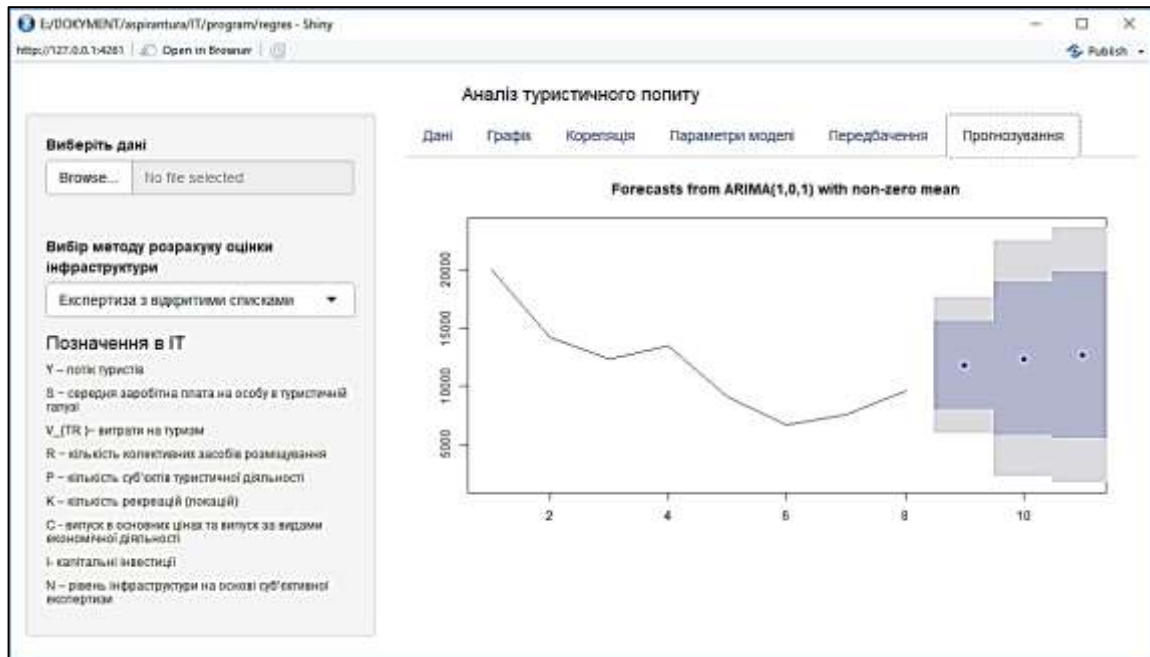 E:/DOKYMENT/aspirantura/IT/program/regres - Shiny
http://127.0.0.1:4261 Open in Browser
Publish
Аналіз туристичного попиту
Виберіть дані
Browse... No file selected
Вибір методу розрахуку оцінки
інфраструктури
Експертиза з відкритими списками
Позначення в ІТ
Y – потік туристів
S – середня заробітна плата на особу в туристичній
галузі
V_{TR }– витрати на туризм
R – кількість колективних засобів розміщування
P – кількість суб'єктів туристичної діяльності
K – кількість рекреацій (локацій)
C - випуск в основних цінах та випуск за видами
економічної діяльності
I- капітальні інвестиції
N – рівень інфраструктури на основі суб'єктивної
експертизи
Дані Графік Кореляція Параметри моделі Передбачення Прогнозування
Forecasts from ARIMA(1,0,1) with non-zero mean
20000
15000
10000
5000
2 4 6 8 10